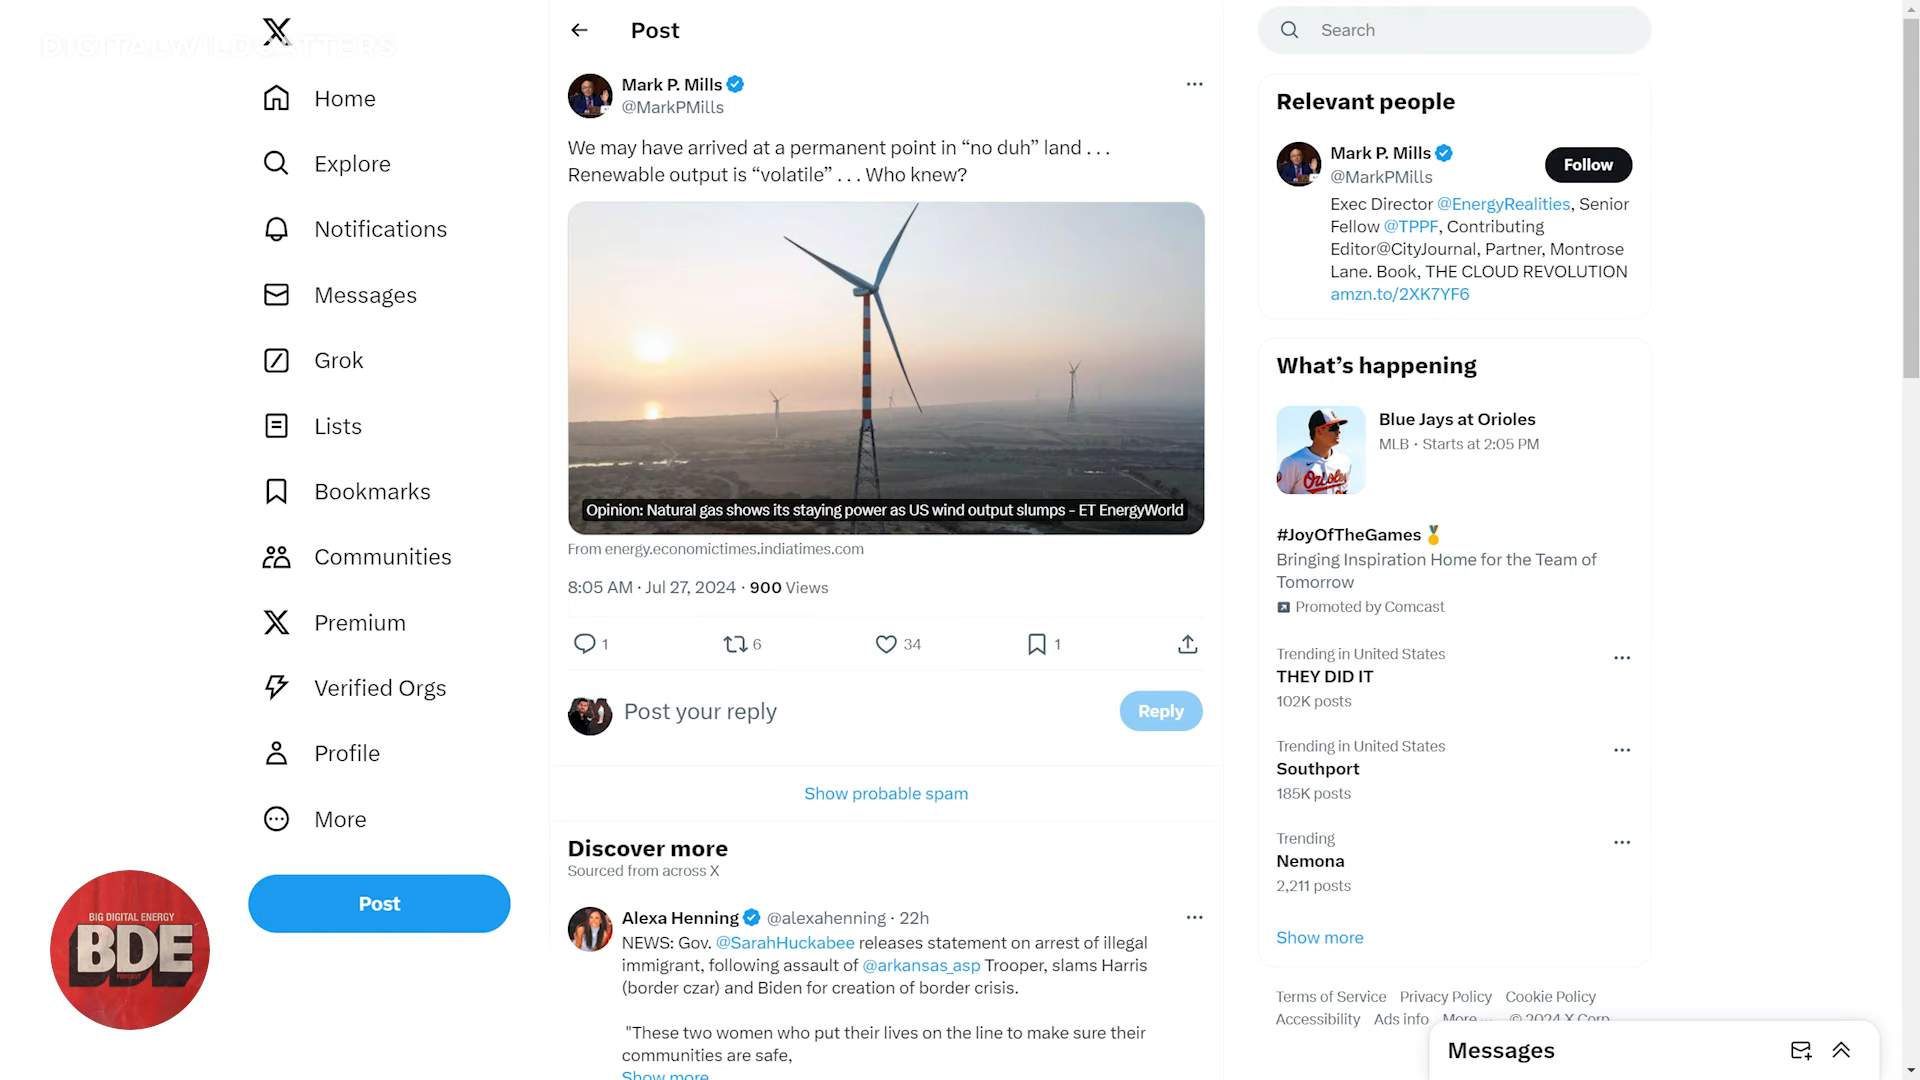 DIGITALWILDCATTERS
Home
Explore
Notifications
Messages
Grok
Lists
Bookmarks
Communities
Premium
Verified Orgs
Profile
More
Post
BIG DIGITAL ENERGY
BDE
PODCAST
Post
Mark P. Mills
@MarkPMills
We may have arrived at a permanent point in “no duh” land . . .
Renewable output is “volatile” . . . Who knew?
Opinion: Natural gas shows its staying power as US wind output slumps - ET EnergyWorld
From energy.economictimes.indiatimes.com
8:05 AM · Jul 27, 2024 · 900 Views
1 6 34 1
Post your reply
Reply
Show probable spam
Discover more
Sourced from across X
Alexa Henning @alexahenning · 22h
NEWS: Gov. @SarahHuckabee releases statement on arrest of illegal
immigrant, following assault of @arkansas_asp Trooper, slams Harris
(border czar) and Biden for creation of border crisis.
"These two women who put their lives on the line to make sure their
communities are safe,
Show more
Search
Relevant people
Mark P. Mills
@MarkPMills
Follow
Exec Director @EnergyRealities, Senior
Fellow @TPPF, Contributing
Editor@CityJournal, Partner, Montrose
Lane. Book, THE CLOUD REVOLUTION
amzn.to/2XK7YF6
What’s happening
Blue Jays at Orioles
MLB · Starts at 2:05 PM
Orioles
#JoyOfTheGames
Bringing Inspiration Home for the Team of
Tomorrow
Promoted by Comcast
Trending in United States
THEY DID IT
102K posts
Trending in United States
Southport
185K posts
Trending
Nemona
2,211 posts
Show more
Terms of Service Privacy Policy Cookie Policy
Accessibility Ads info More ... © 2024 X Corp.
Messages